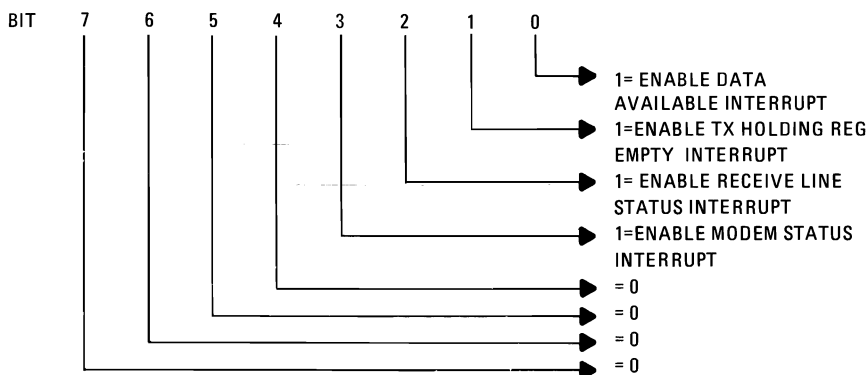 BIT 7 6 5 4 3 2 1 0
1= ENABLE DATA
AVAILABLE INTERRUPT
1=ENABLE TX HOLDING REG
EMPTY INTERRUPT
1= ENABLE RECEIVE LINE
STATUS INTERRUPT
1=ENABLE MODEM STATUS
INTERRUPT
= 0
= 0
= 0
= 0